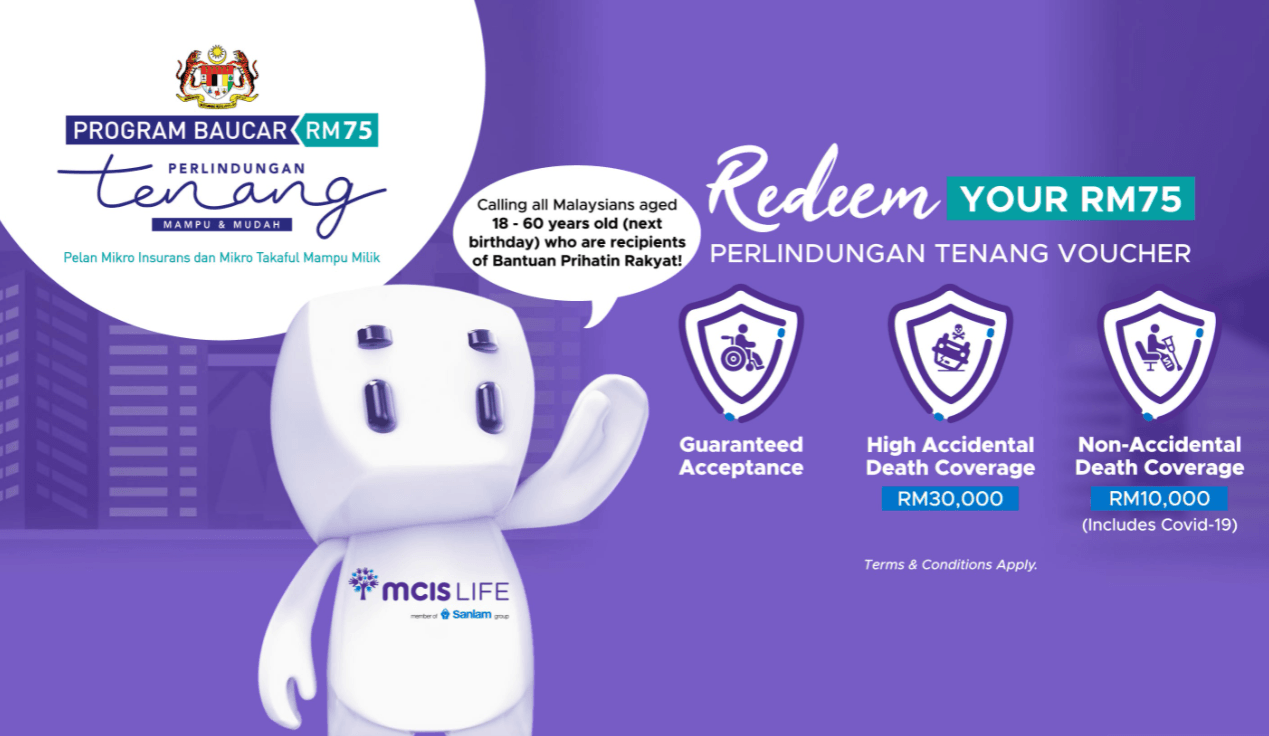 PROGRAM BAUCAR RM75
PERLINDUNGAN
tenang
MAMPU & MUDAH
Pelan Mikro Insurans dan Mikro Takaful Mampu Milik
Calling all Malaysians aged
18 - 60 years old (next
birthday) who are recipients
of Bantuan Prihatin Rakyat!
Redeem YOUR RM75
PERLINDUNGAN TENANG VOUCHER
Guaranteed
Acceptance
High Accidental
Death Coverage
RM30,000
Non-Accidental
Death Coverage
RM10,000
(Includes Covid-19)
Terms & Conditions Apply.
mcis LIFE
member of Sanlam group